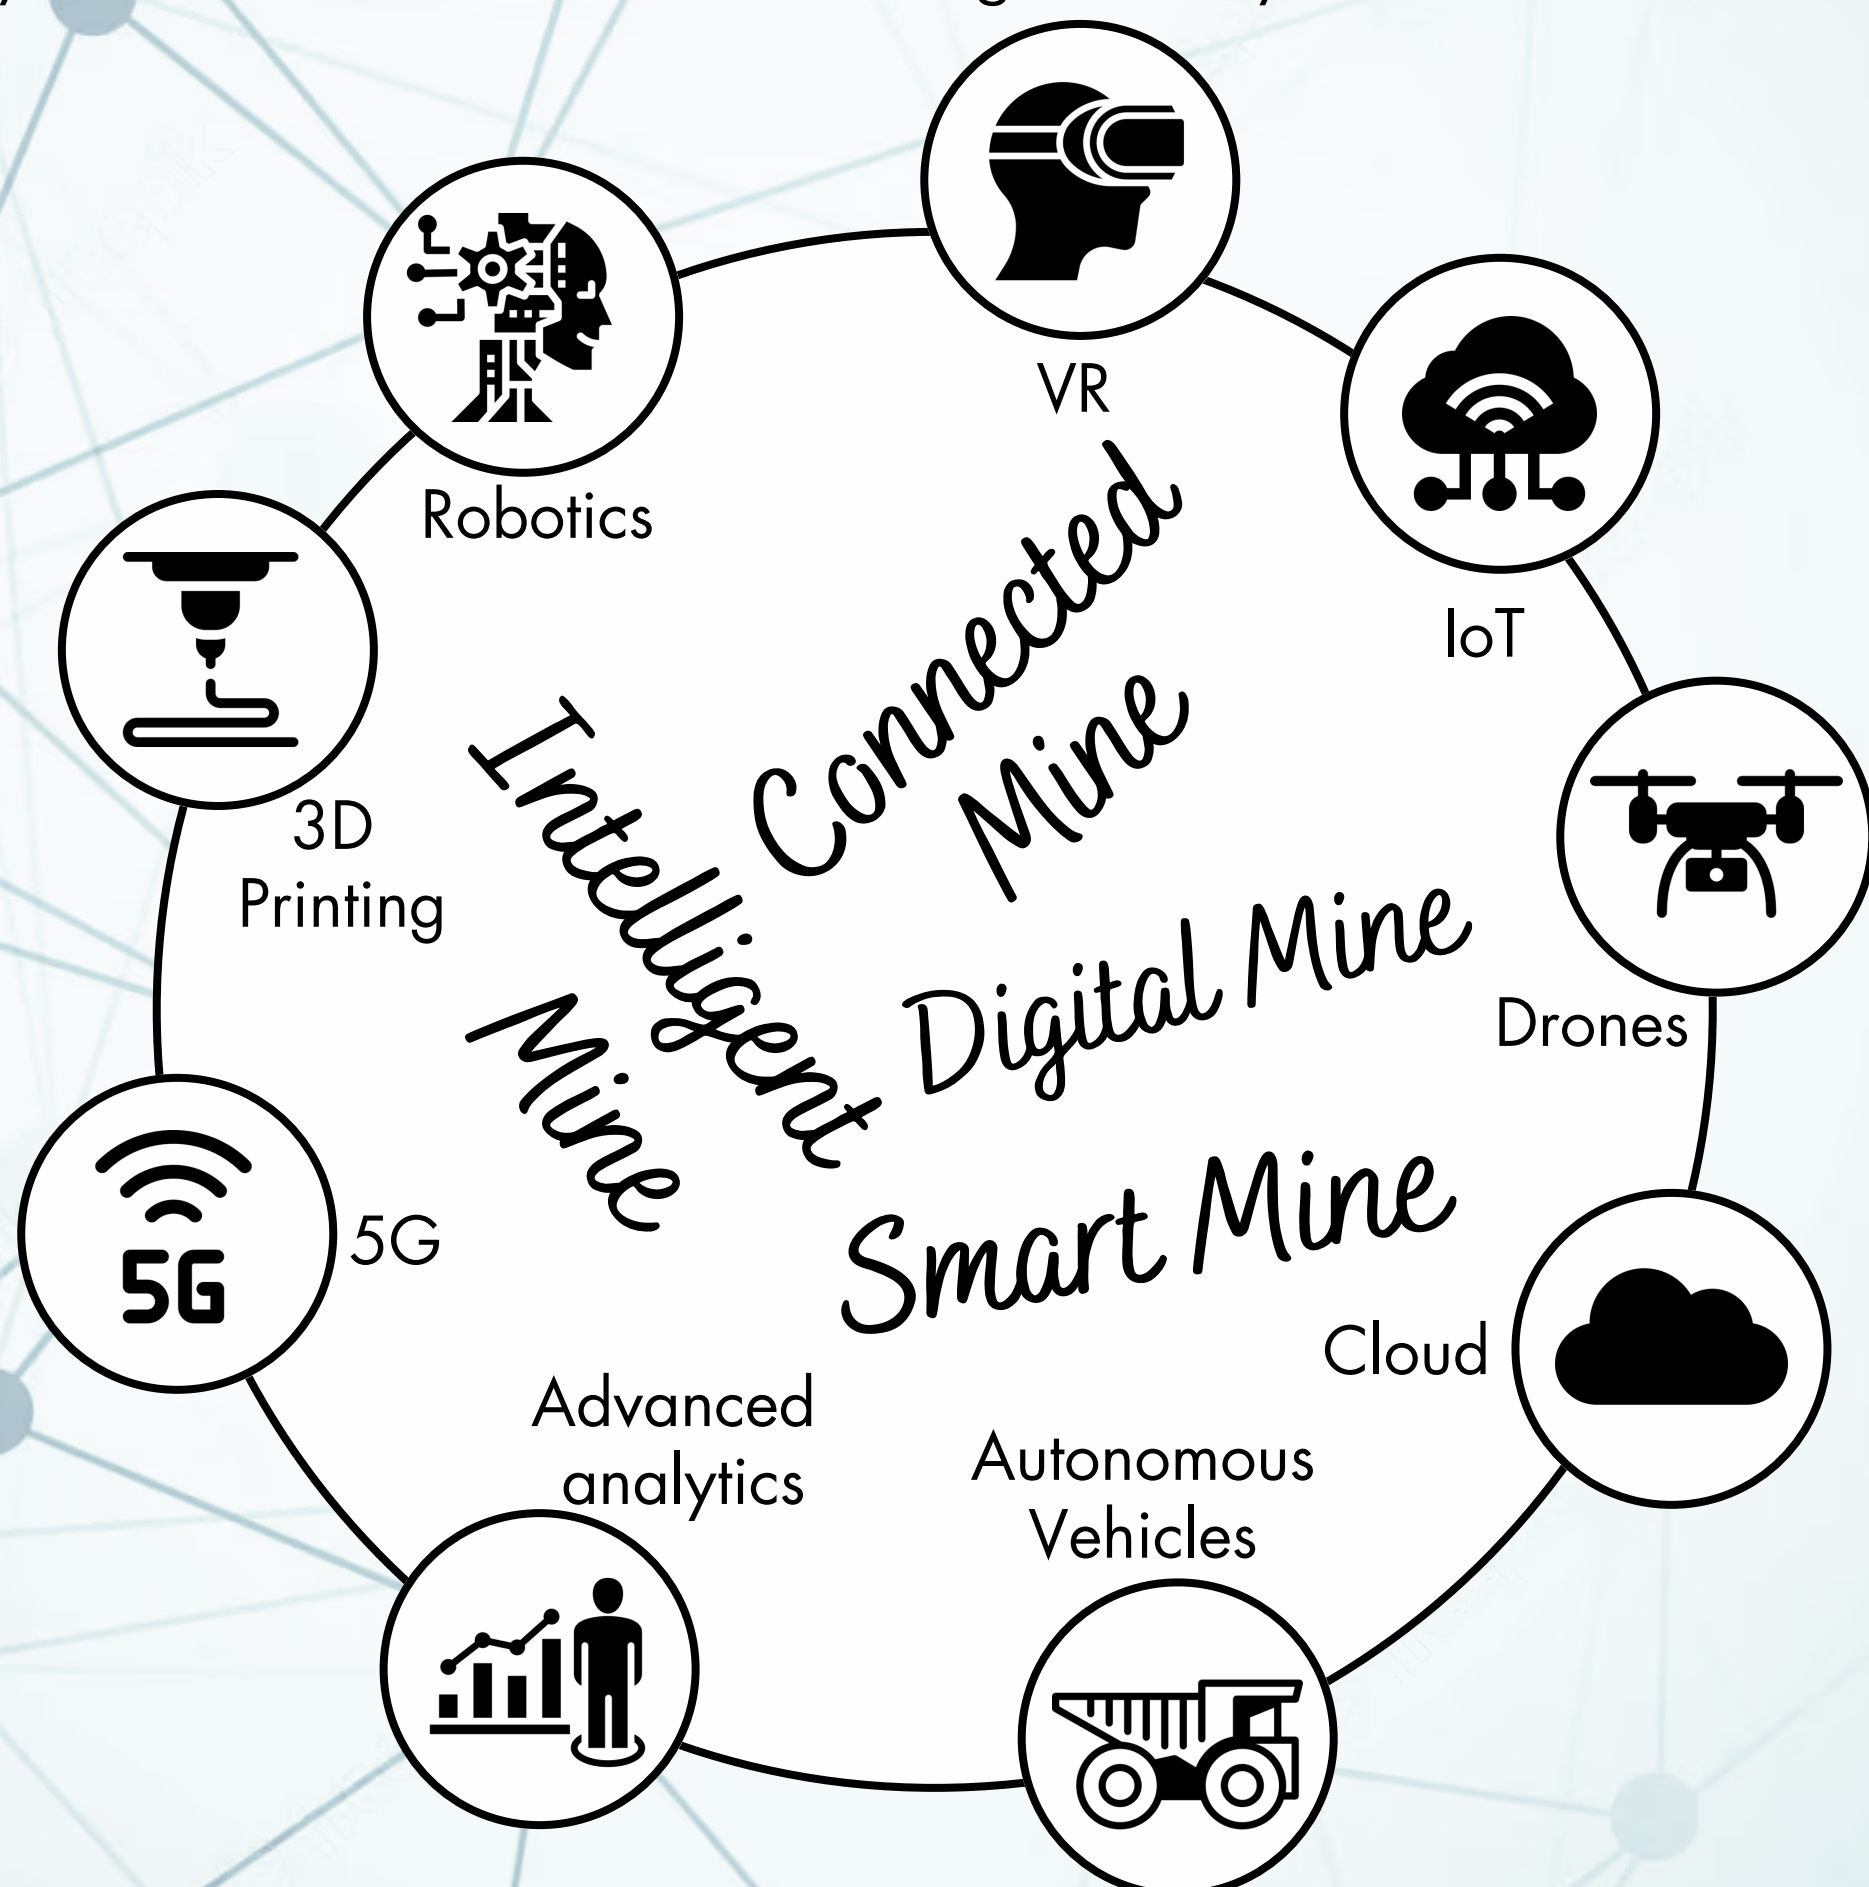 VR
Robotics
IoT
Connected
Mine
3D
Printing
Intelligent
Mine
Digital Mine
Drones
Smart Mine
5G
5G
Cloud
Advanced
analytics
Autonomous
Vehicles